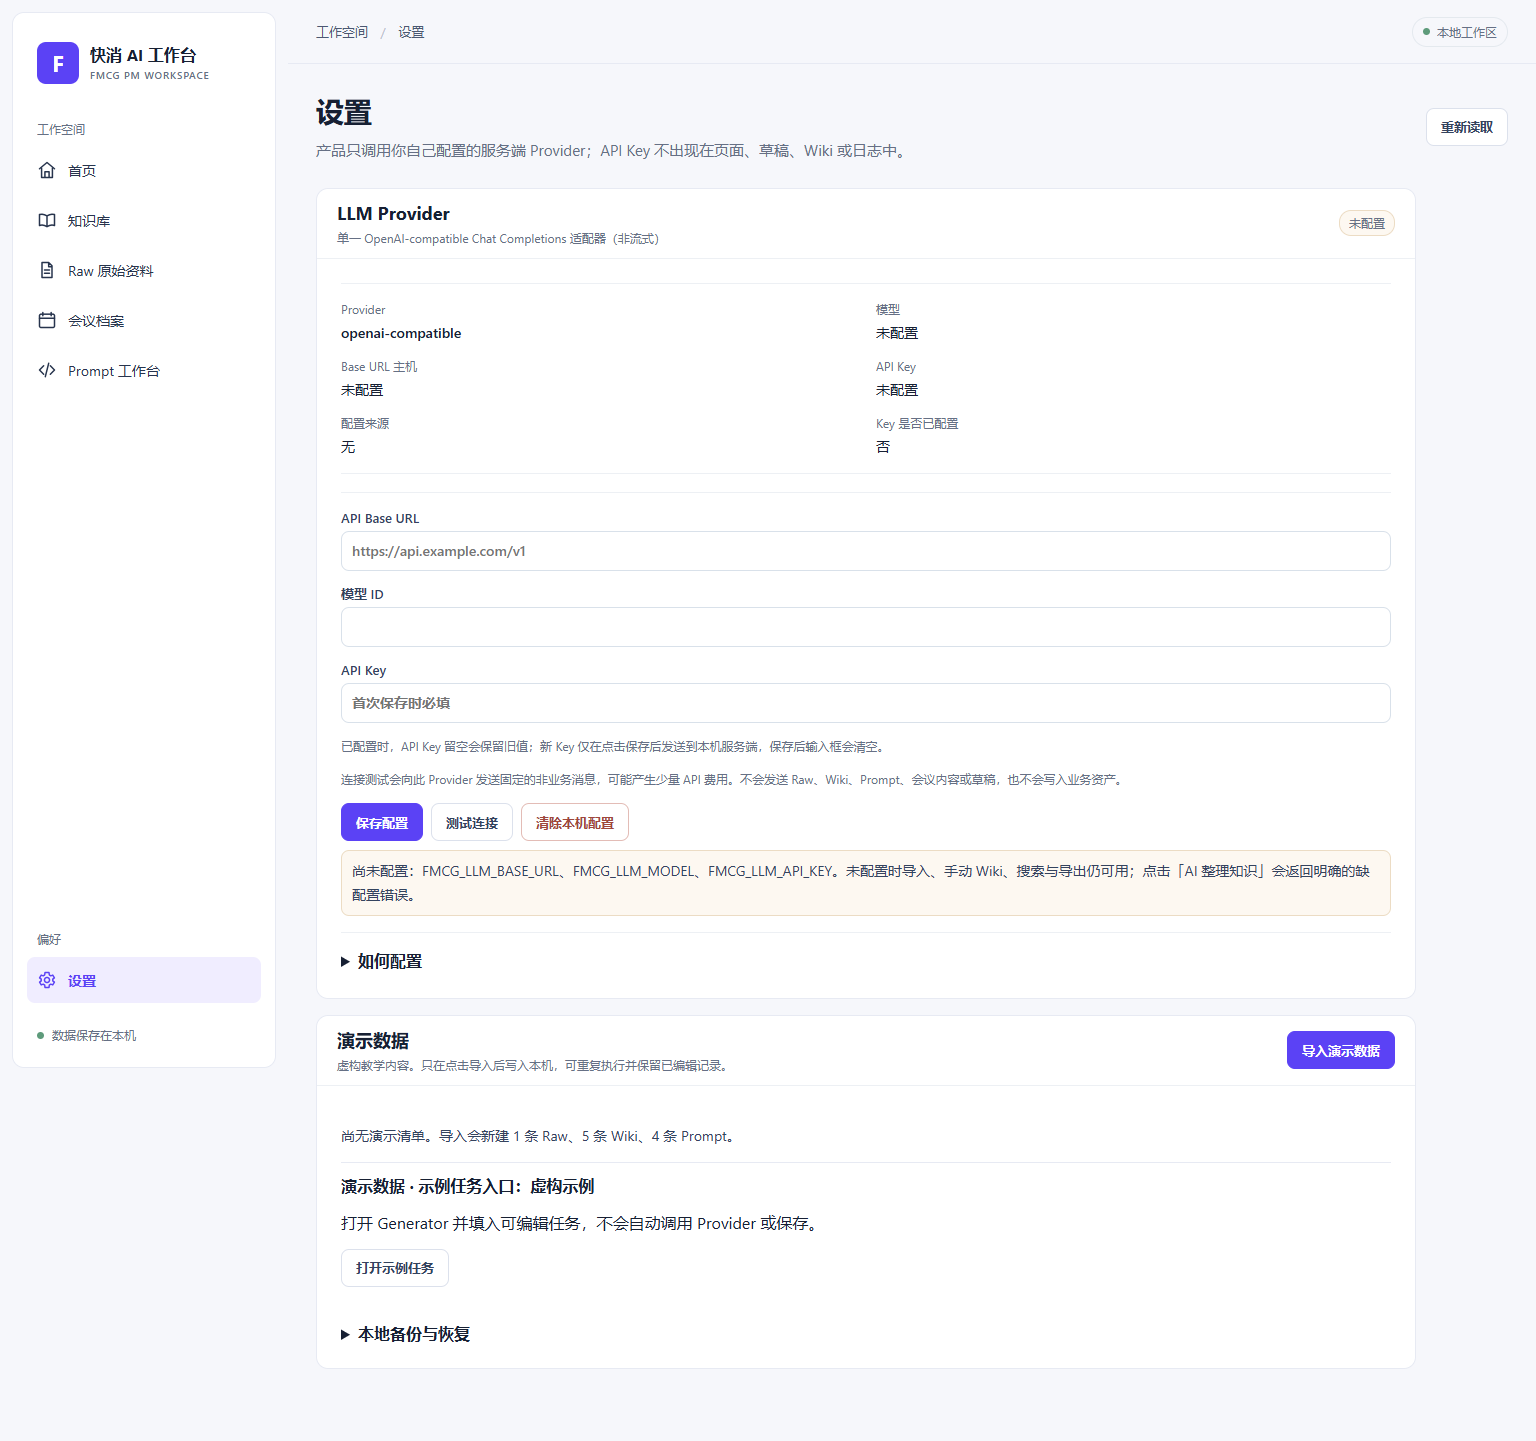 F
快消 AI 工作台
FMCG PM WORKSPACE
工作空间
首页
知识库
Raw 原始资料
会议档案
Prompt 工作台
偏好
设置
数据保存在本机
工作空间 / 设置
本地工作区
设置
产品只调用你自己配置的服务端 Provider；API Key 不出现在页面、草稿、Wiki 或日志中。
重新读取
LLM Provider
单一 OpenAI-compatible Chat Completions 适配器（非流式）
未配置
Provider
openai-compatible
模型
未配置
Base URL 主机
未配置
API Key
未配置
配置来源
无
Key 是否已配置
否
API Base URL
https://api.example.com/v1
模型 ID
API Key
首次保存时必填
已配置时，API Key 留空会保留旧值；新 Key 仅在点击保存后发送到本机服务端，保存后输入框会清空。
连接测试会向此 Provider 发送固定的非业务消息，可能产生少量 API 费用。不会发送 Raw、Wiki、Prompt、会议内容或草稿，也不会写入业务资产。
保存配置
测试连接
清除本机配置
尚未配置：FMCG_LLM_BASE_URL、FMCG_LLM_MODEL、FMCG_LLM_API_KEY。未配置时导入、手动 Wiki、搜索与导出仍可用；点击「AI 整理知识」会返回明确的缺
配置错误。
如何配置
演示数据
虚构教学内容。只在点击导入后写入本机，可重复执行并保留已编辑记录。
导入演示数据
尚无演示清单。导入会新建 1 条 Raw、5 条 Wiki、4 条 Prompt。
演示数据 · 示例任务入口：虚构示例
打开 Generator 并填入可编辑任务，不会自动调用 Provider 或保存。
打开示例任务
本地备份与恢复